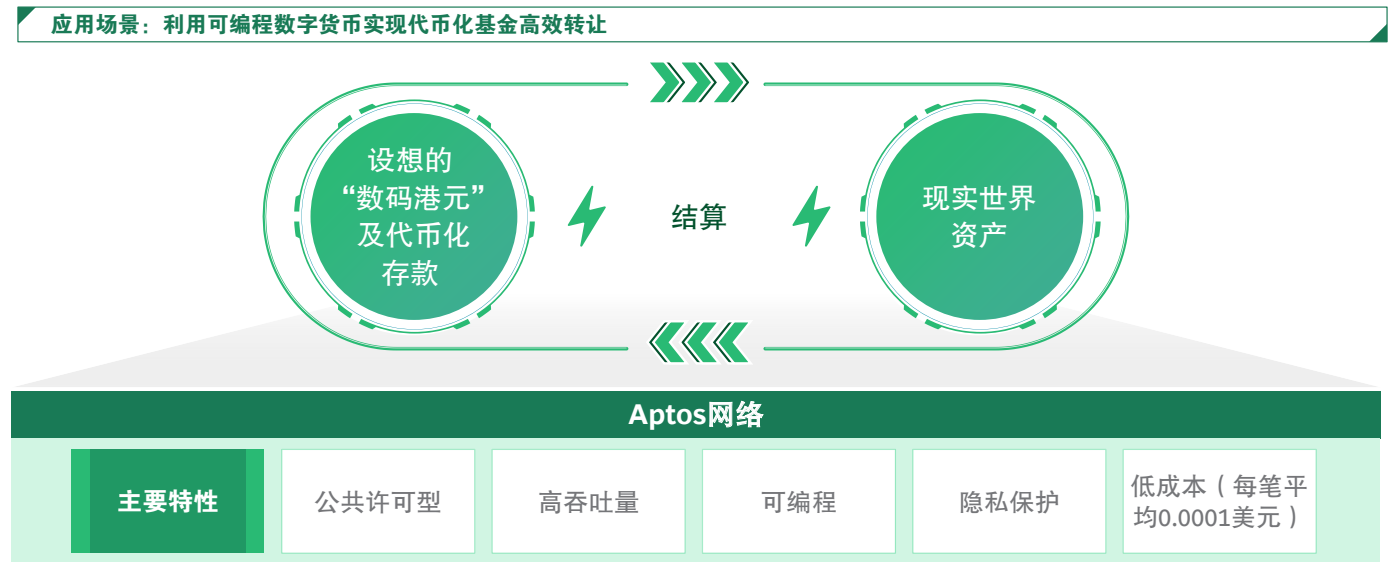 应用场景：利用可编程数字货币实现代币化基金高效转让
设想的
“数码港元”
及代币化
存款
结算
现实世界
资产
Aptos网络
主要特性
公共许可型
高吞吐量
可编程
隐私保护
低成本（每笔平
均0.0001美元）